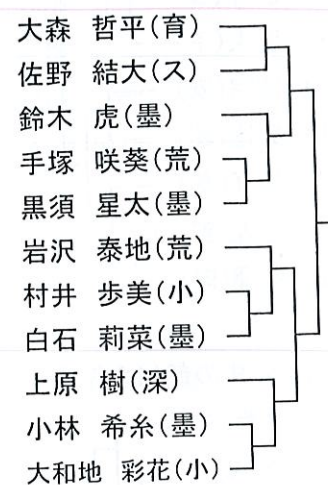 大森 哲平(育)
佐野 結大(ス)
鈴木 虎(墨)
手塚 咲葵(荒)
黒須 星太(墨)
岩沢 泰地(荒)
村井 歩美(小)
白石 莉菜(墨)
上原 樹(深)
小林 希糸(墨)
大和地 彩花(小)